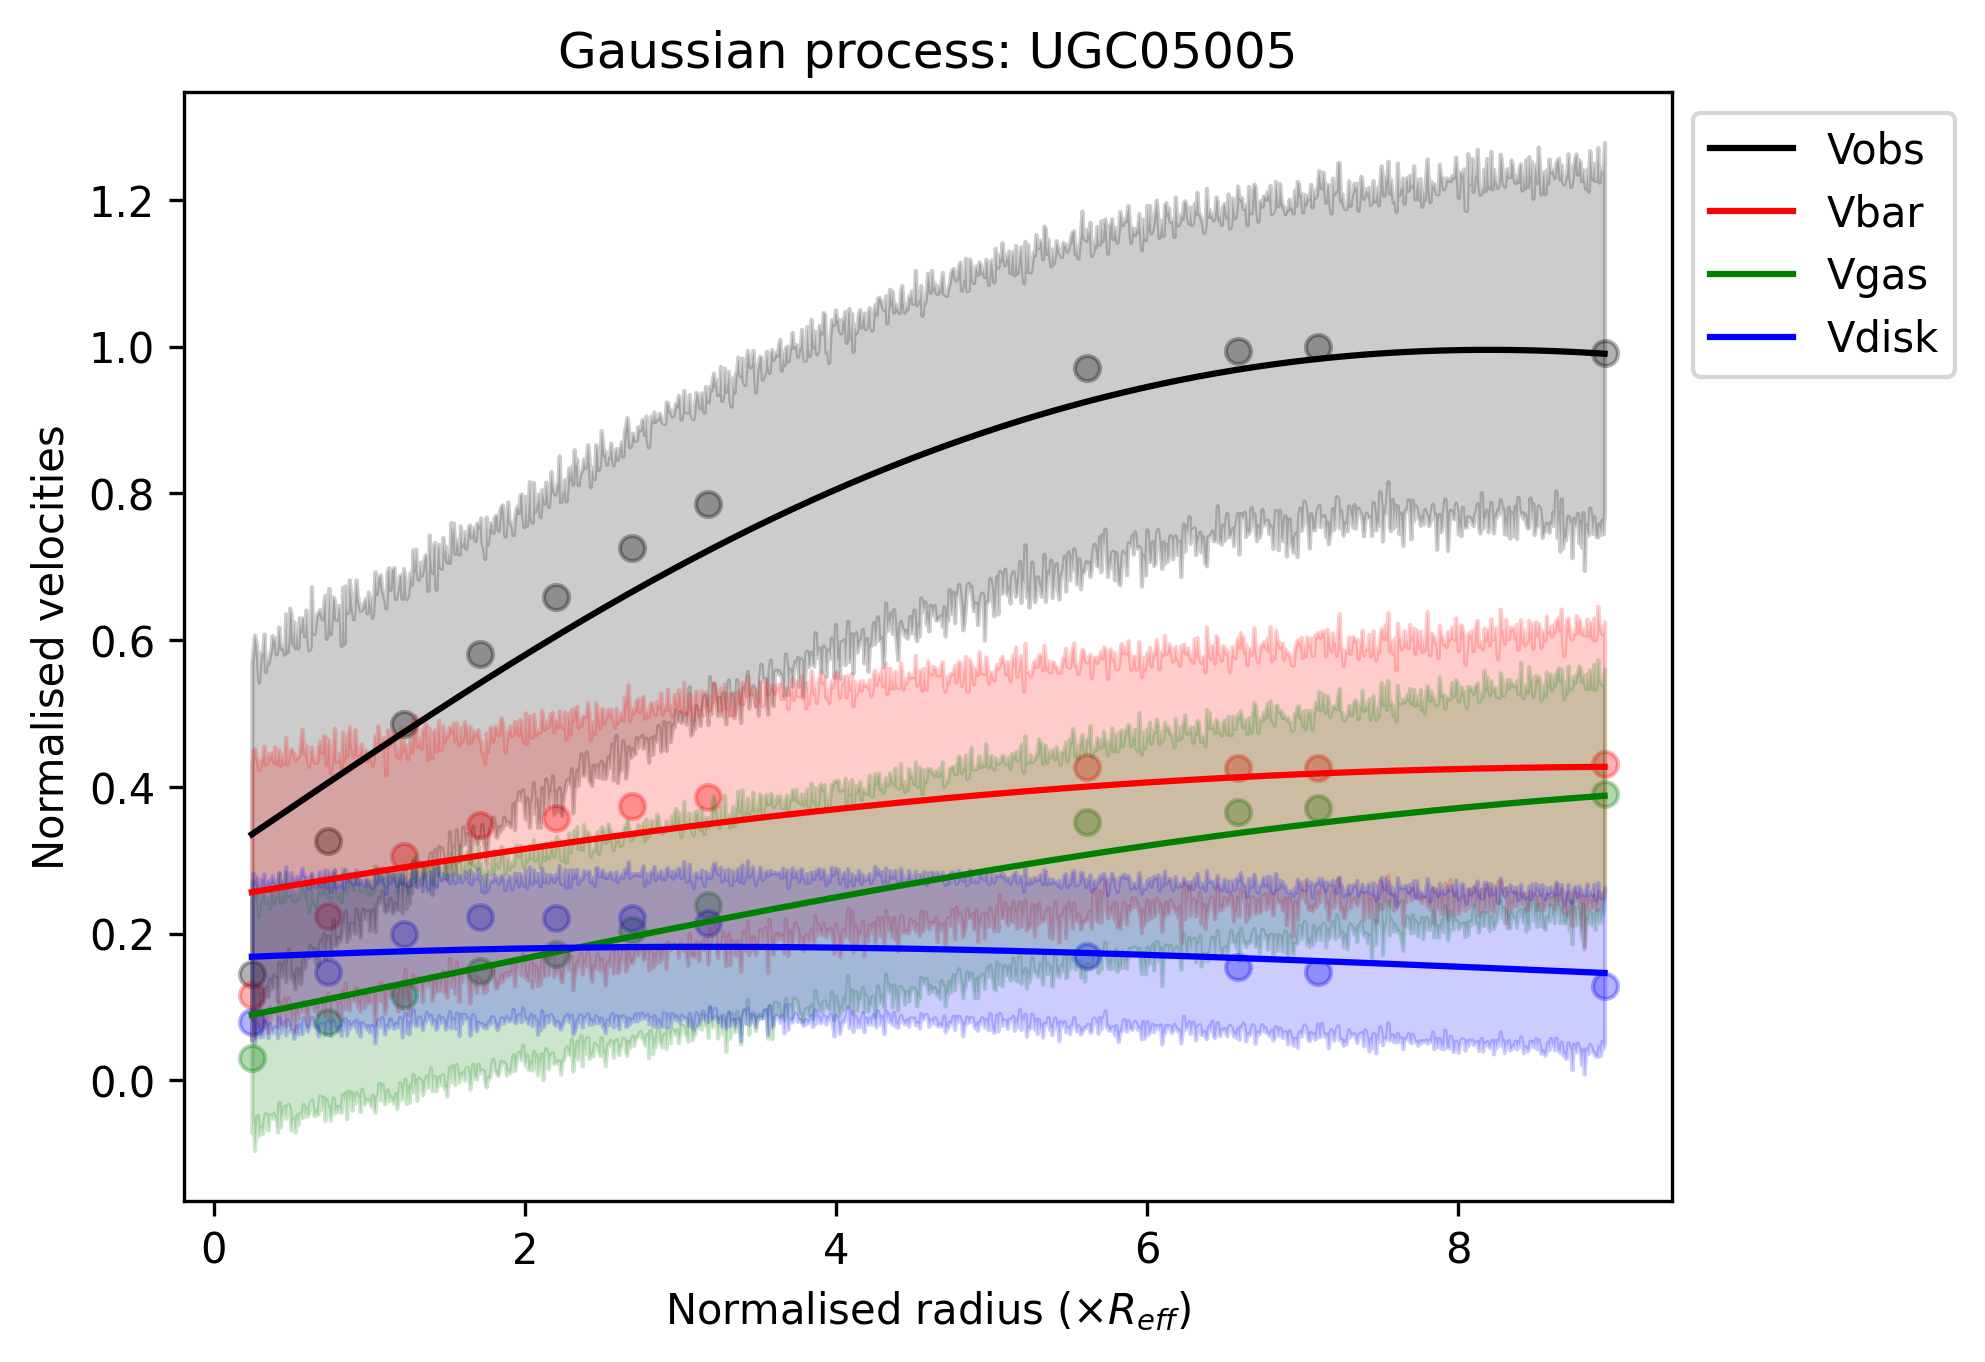 Gaussian process: UGC05005
Vobs
Vbar
Vgas
Vdisk
Normalised velocities
1.2
1.0
0.8
0.6
0.4
0.2
0.0
0 2 4 6 8
Normalised radius (×R_eff)